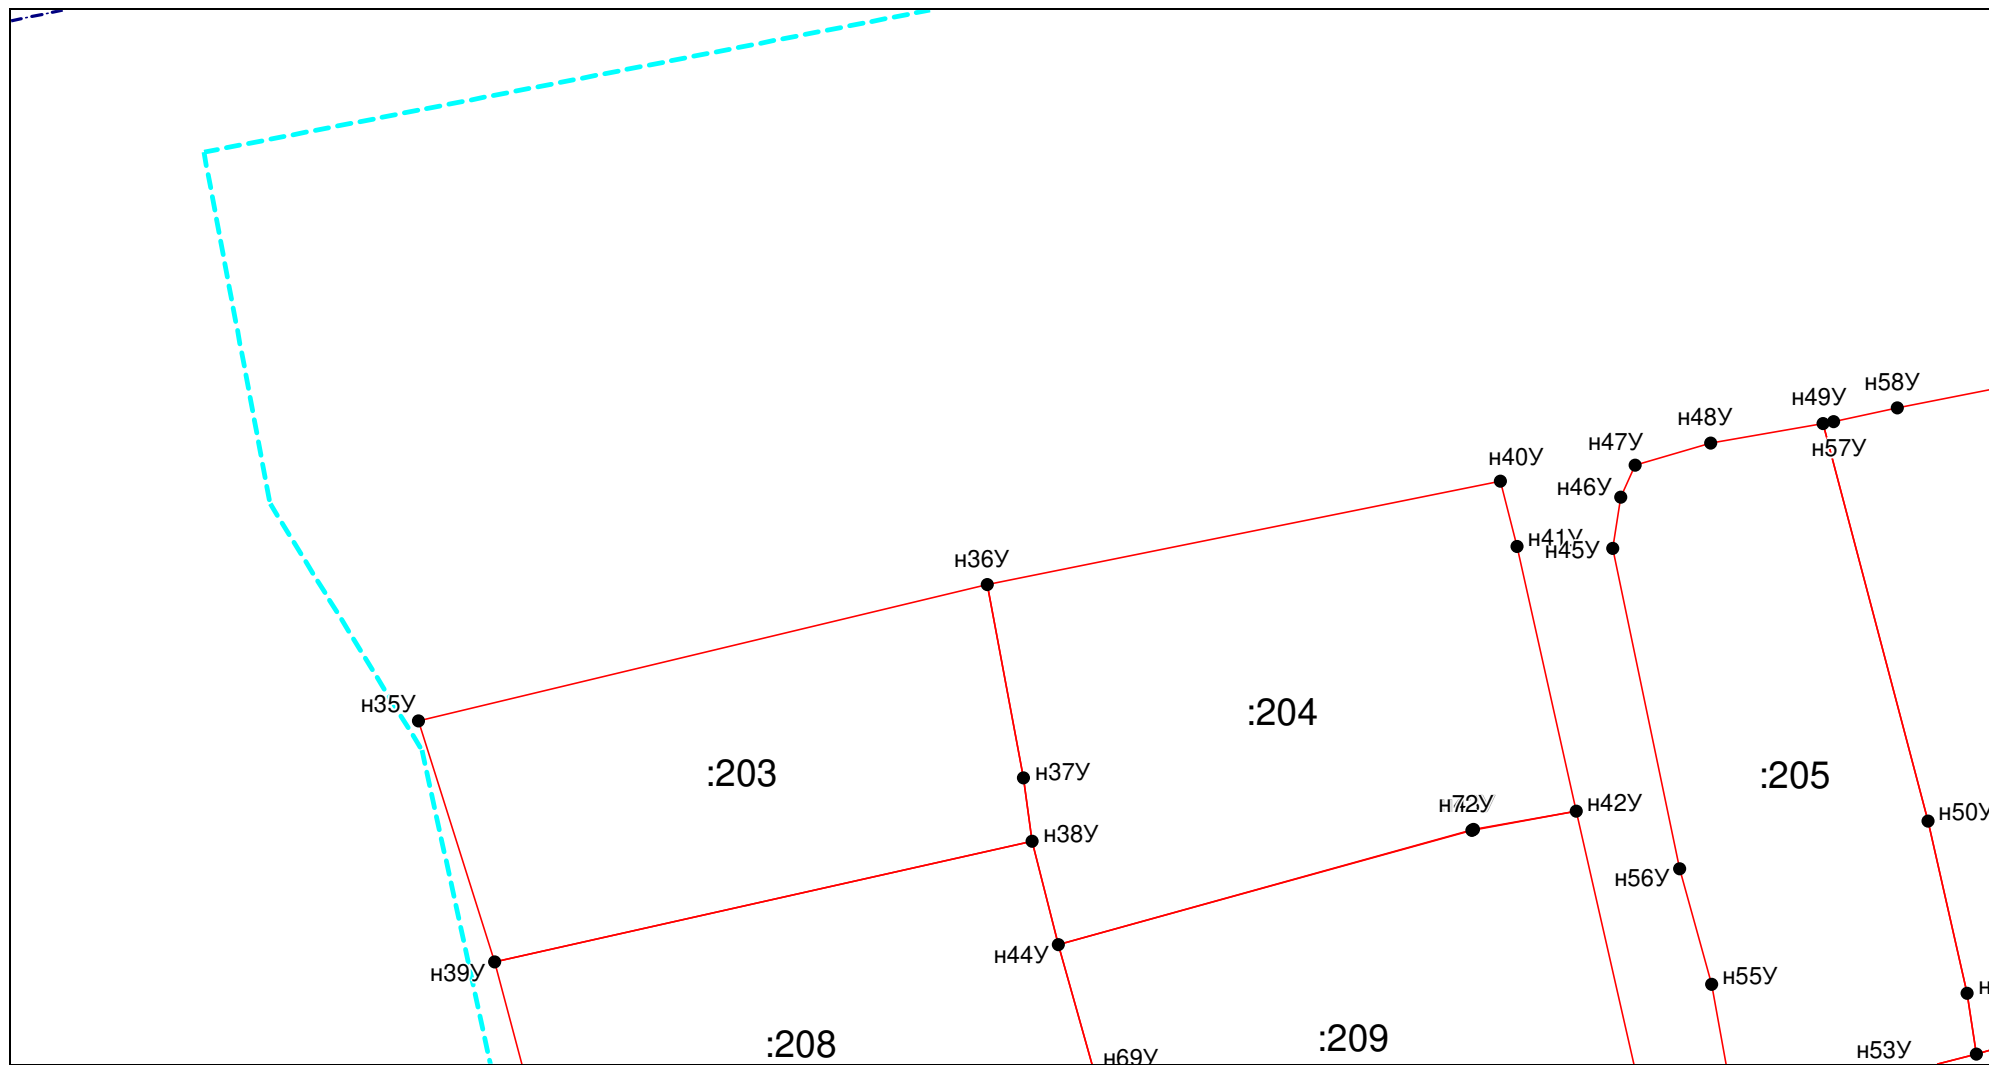 н58У
н49У
н48У
н47У
н57У
н40У
н46У
н41У
н45У
н36У
н35У
:204
:203
н37У
:205
н72У
н42У
н50У
н38У
н56У
н44У
н39У
н55У
н
:208
:209
н53У
н69У